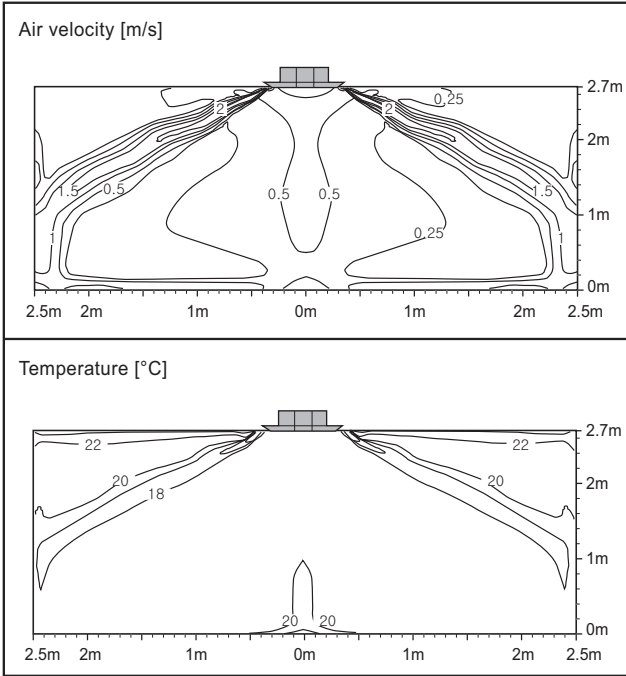 Air velocity [m/s]
2.7m
2 2 0.25
2m
1.5 0.5 0.5 0.5 0.5 1.5
1 0.25 1 1m
0m
2.5m 2m 1m 0m 1m 2m 2.5m
Temperature [°C]
2.7m
22 22
20 20 2m
18
1m
20 20 0m
2.5m 2m 1m 0m 1m 2m 2.5m